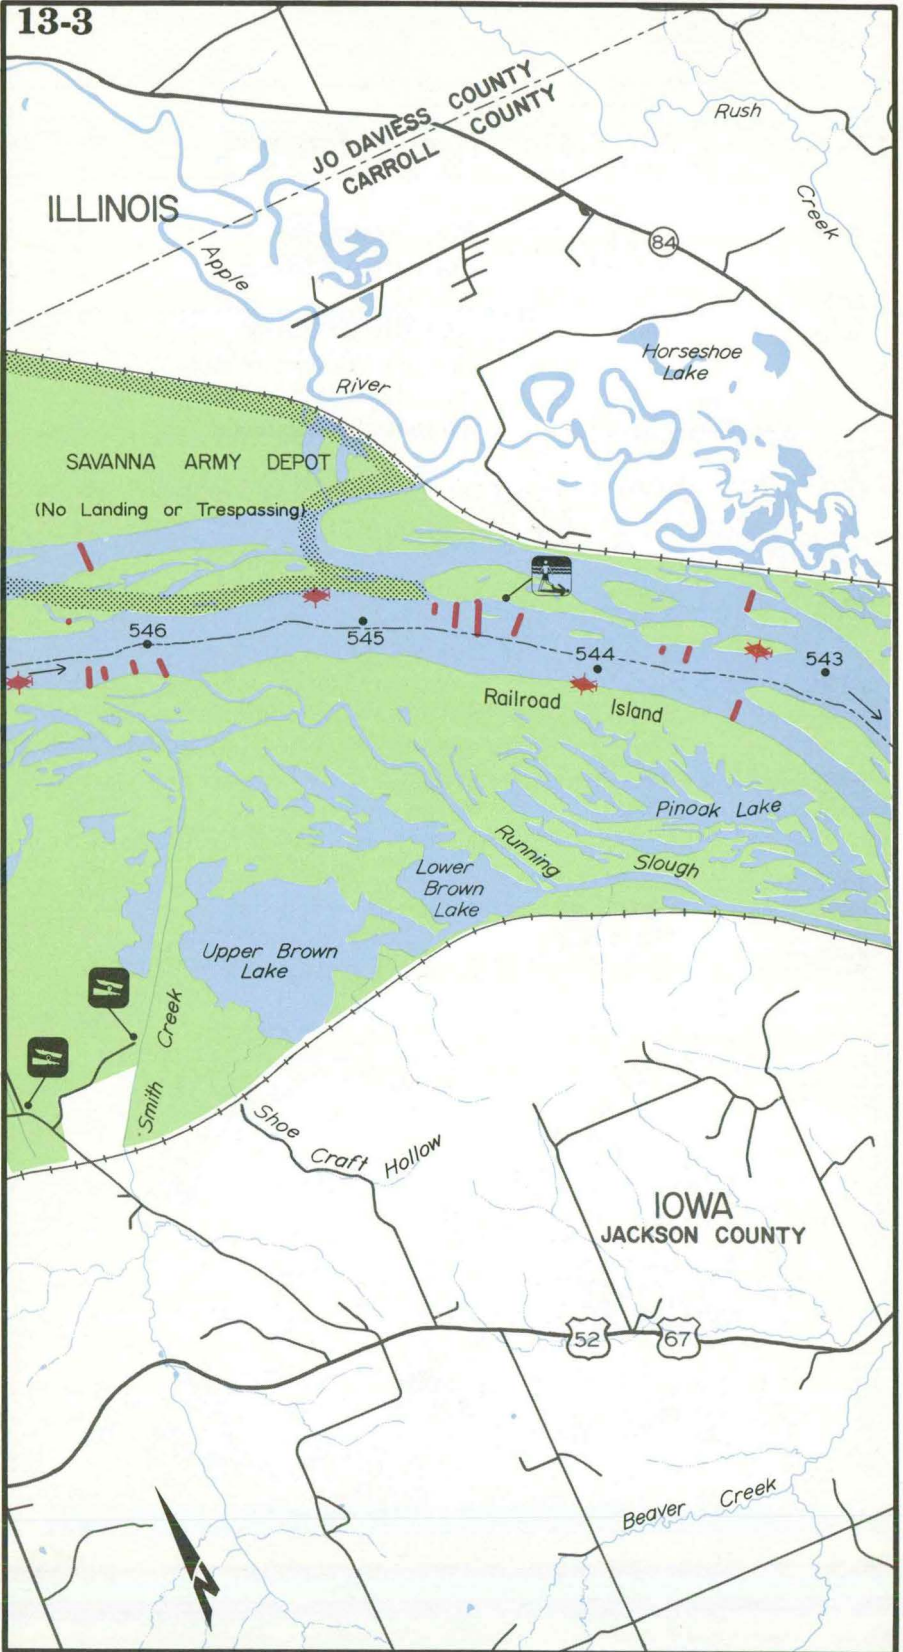 13-3
JO DAVIESS COUNTY
CARROLL COUNTY
Rush
Creek
ILLINOIS
Apple
84
Horseshoe
Lake
River
SAVANNA ARMY DEPOT
(No Landing or Trespassing)
546
545
544
543
Railroad Island
Pinoak Lake
Running
Slough
Lower
Brown
Lake
Upper Brown
Lake
Smith Creek
Shoe Craft Hollow
IOWA
JACKSON COUNTY
52
67
Beaver Creek
N